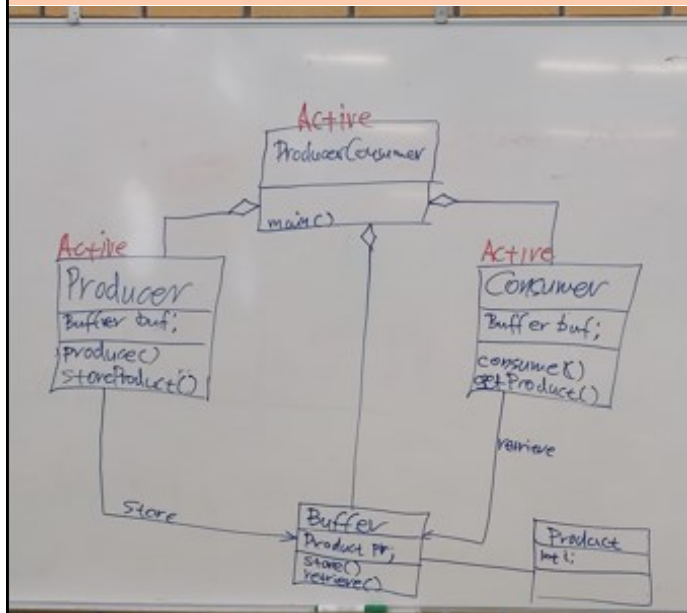 Active
ProducerConsumer
main()
Active
Producer
Buffer buf;
produce()
storeProduct()
Active
Consumer
Buffer buf;
consume()
getProduct()
retrieve
Store
Buffer
Product pr;
store()
retrieve()
Product
int i;